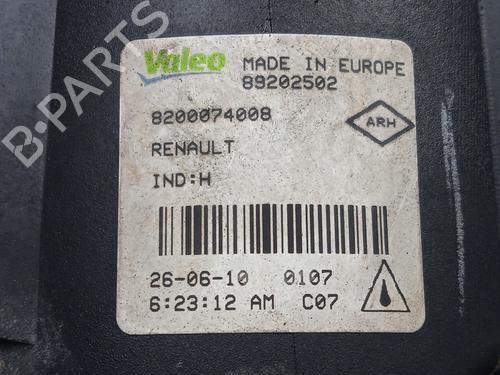 B-PARTS
Valeo MADE IN EUROPE
89202502
8200074008
ARH
RENAULT
IND:H
26-06-10 0107
6:23:12 AM C07